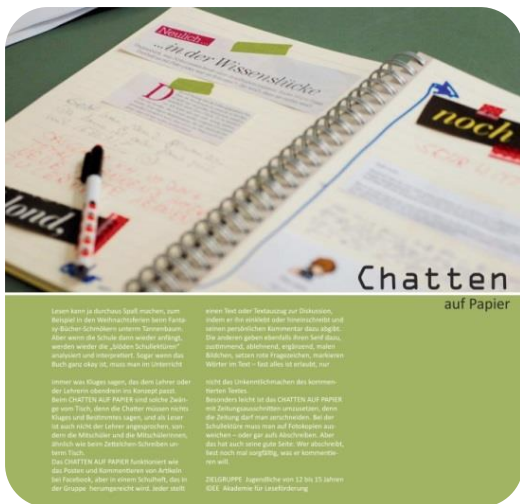 Neulich...
...in der Wissenslücke
D
noch
lond,
Chatten
auf Papier
Lesen kann ja durchaus Spaß machen, zum
Beispiel in den Weihnachtsferien beim Fanta-
sy-Bücher-Schmökern unterm Tannenbaum.
Aber wenn die Schule dann wieder anfängt,
werden wieder die „blöden Schullektüren"
analysiert und interpretiert. Sogar wenn das
Buch ganz okay ist, muss man im Unterricht
immer was Kluges sagen, das dem Lehrer oder
der Lehrerin obendrein ins Konzept passt.
Beim CHATTEN AUF PAPIER sind solche Zwän-
ge vom Tisch, denn die Chatter müssen nichts
Kluges und Bestimmtes sagen, und als Leser
ist auch nicht der Lehrer angesprochen, son-
dern die Mitschüler und die Mitschülerinnen,
ähnlich wie beim Zettelchen-Schreiben un-
term Tisch.
Das CHATTEN AUF PAPIER funktioniert wie
das Posten und Kommentieren von Artikeln
bei Facebook, aber in einem Schulheft, das in
der Gruppe herumgereicht wird. Jeder stellt
einen Text oder Textauszug zur Diskussion,
indem er ihn einklebt oder hineinschreibt und
seinen persönlichen Kommentar dazu abgibt.
Die anderen geben ebenfalls ihren Senf dazu,
zustimmend, ablehnend, ergänzend, malen
Bildchen, setzen rote Fragezeichen, markieren
Wörter im Text – fast alles ist erlaubt, nur
nicht das Unkenntlichmachen des kommen-
tierten Textes.
Besonders leicht ist das CHATTEN AUF PAPIER
mit Zeitungsausschnitten umzusetzen, denn
die Zeitung darf man zerschneiden. Bei der
Schullektüre muss man auf Fotokopien aus-
weichen – oder gar aufs Abschreiben. Aber
das hat auch seine gute Seite: Wer abschreibt,
liest noch mal sorgfältig, was er kommentie-
ren will.
ZIELGRUPPE Jugendliche von 12 bis 15 Jahren
IDEE Akademie für Leseförderung